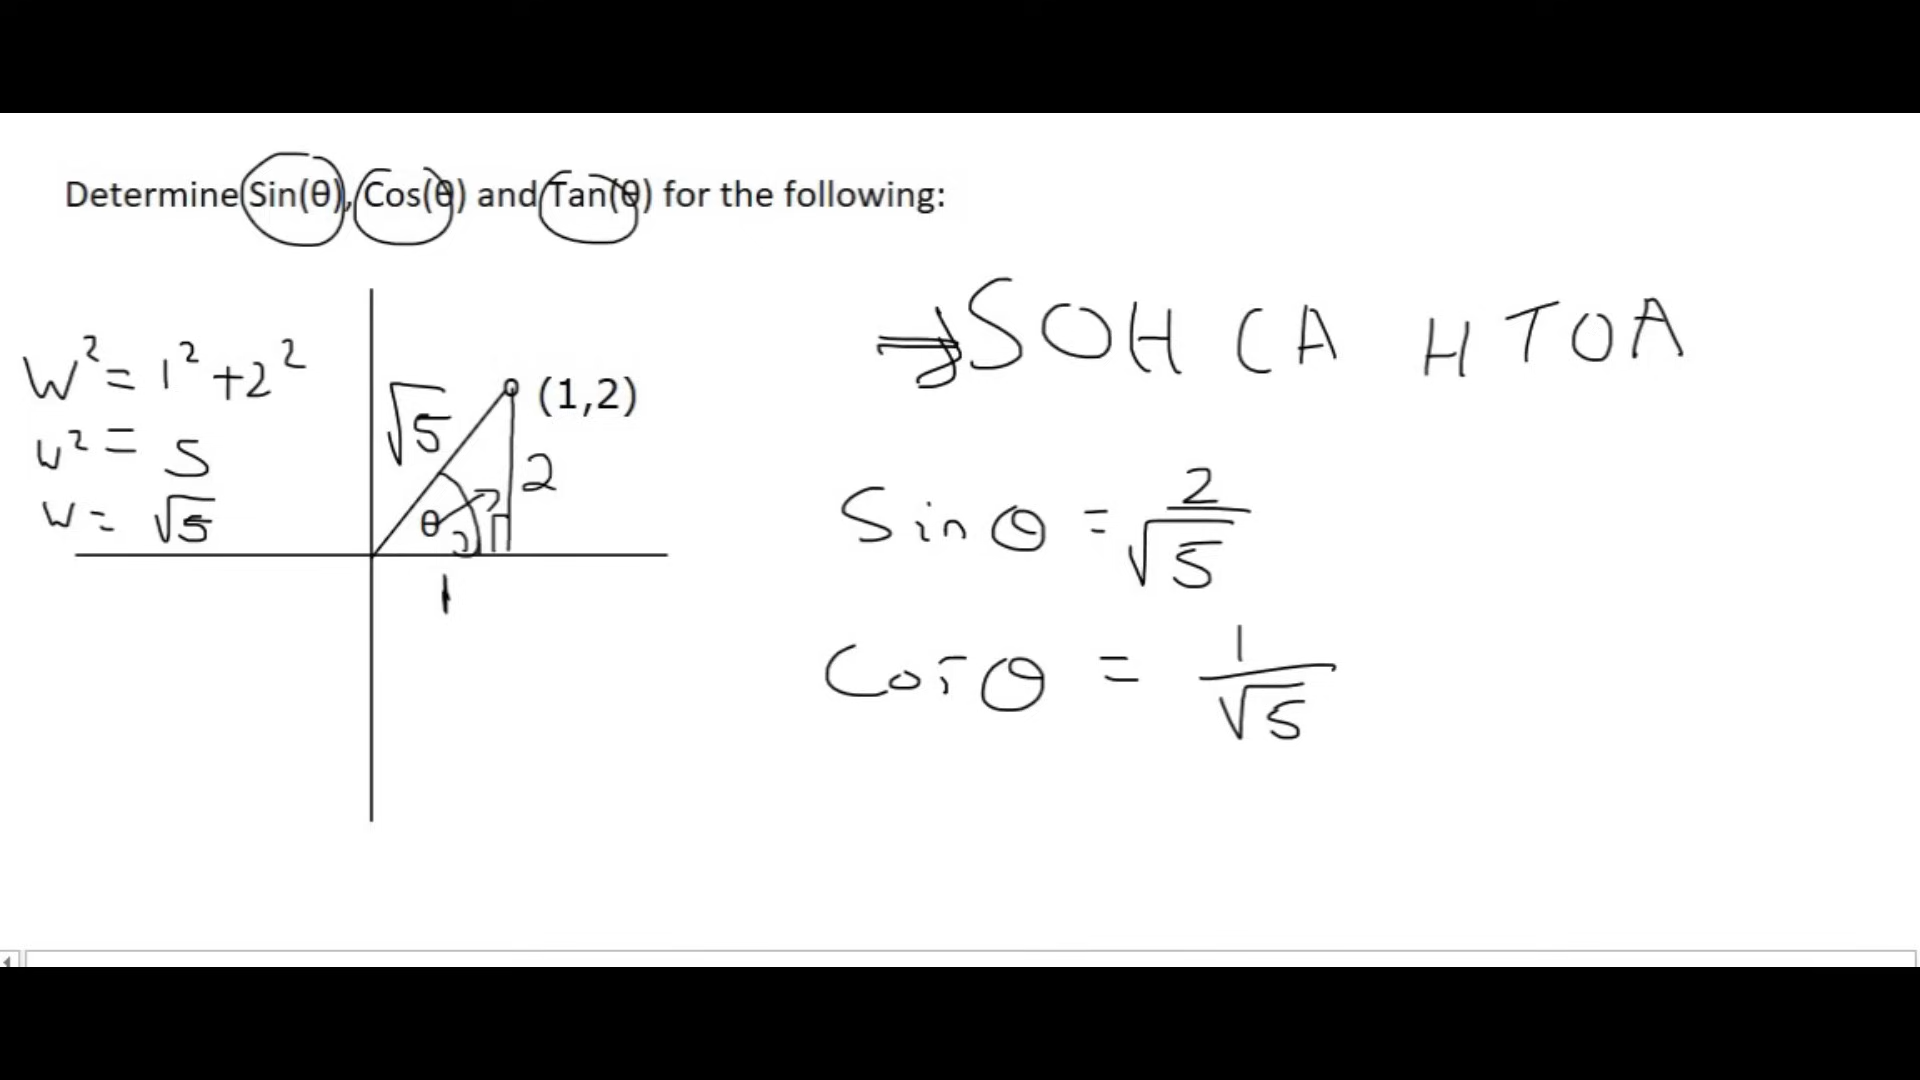 Determine Sin(θ), Cos(θ) and Tan(θ) for the following:
⇒ SOH CA H TOA
W² = 1² + 2²
w² = 5
w = √5
√5
(1,2)
2
θ
1
Sin θ = 2/√5
Cos θ = 1/√5